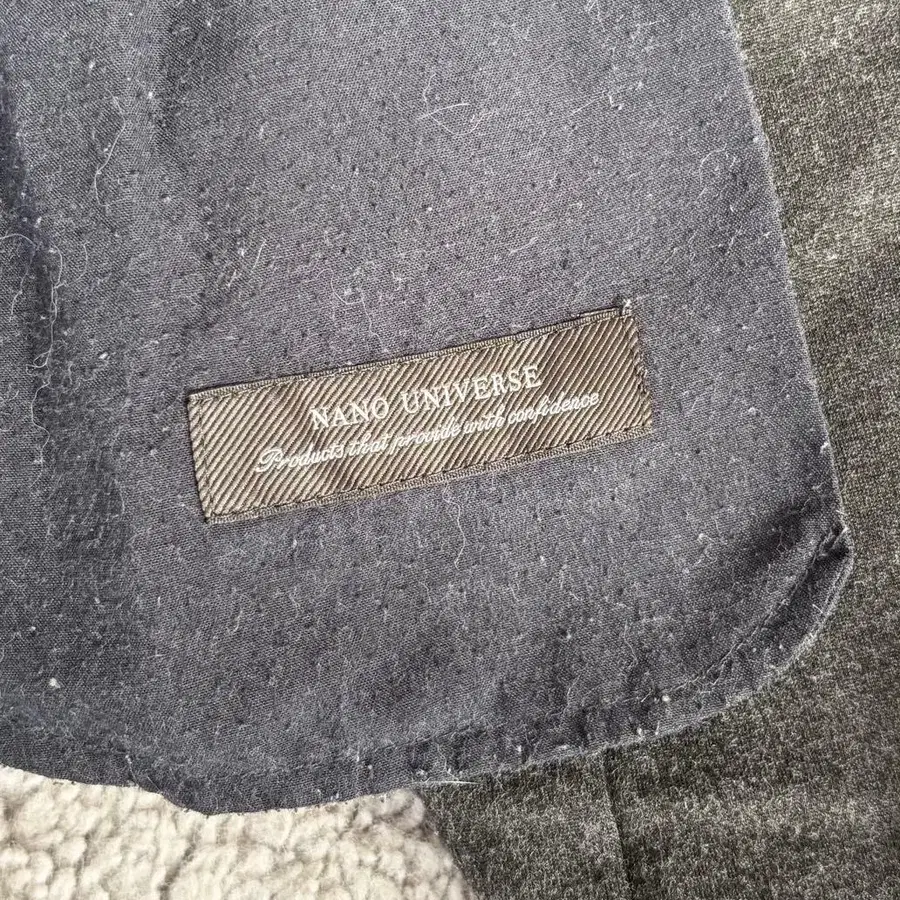 NANO UNIVERSE
Products that provide with confidence